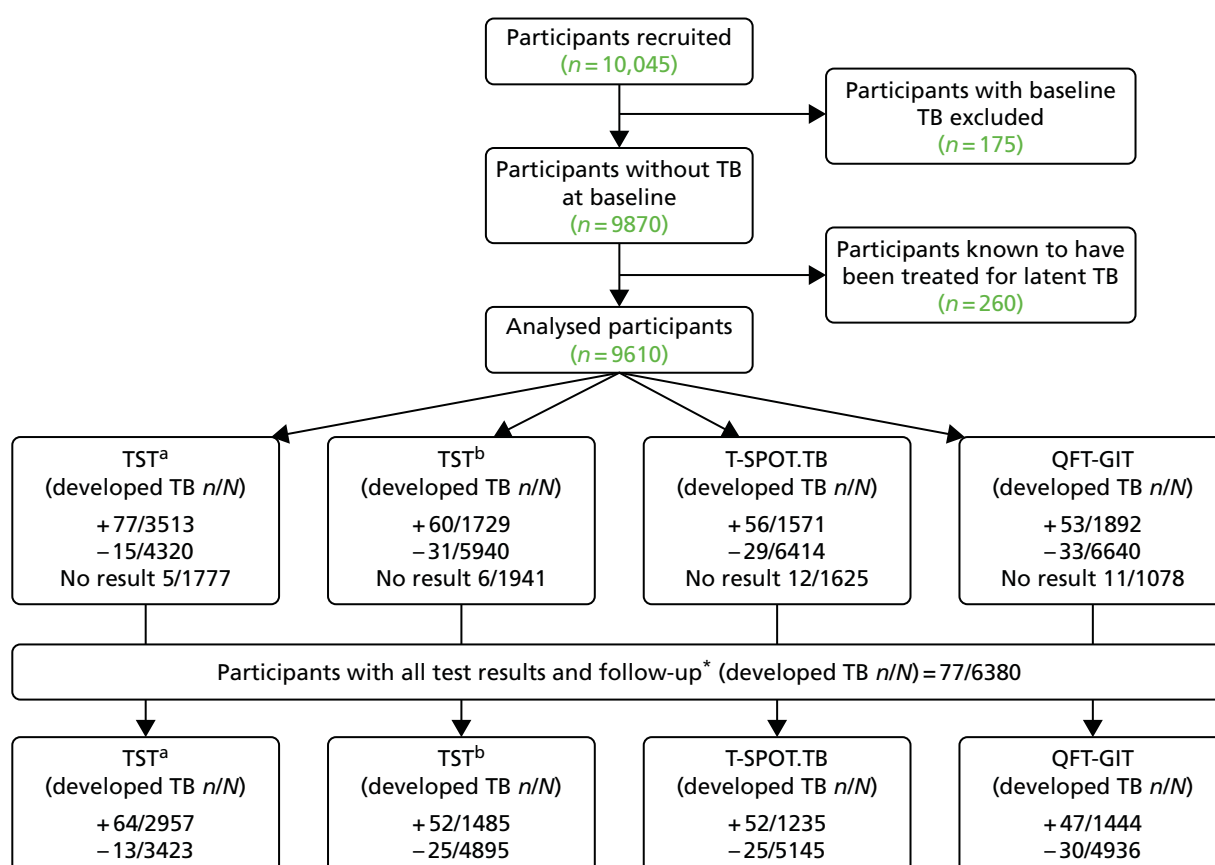 Participants recruited
(n = 10,045)
Participants with baseline
TB excluded
(n = 175)
Participants without TB
at baseline
(n = 9870)
Participants known to have
been treated for latent TB
(n = 260)
Analysed participants
(n = 9610)
TSTᵃ
(developed TB n/N)
+ 77/3513
– 15/4320
No result 5/1777
TSTᵇ
(developed TB n/N)
+ 60/1729
– 31/5940
No result 6/1941
T-SPOT.TB
(developed TB n/N)
+ 56/1571
– 29/6414
No result 12/1625
QFT-GIT
(developed TB n/N)
+ 53/1892
– 33/6640
No result 11/1078
Participants with all test results and follow-up* (developed TB n/N) = 77/6380
TSTᵃ
(developed TB n/N)
+ 64/2957
– 13/3423
TSTᵇ
(developed TB n/N)
+ 52/1485
– 25/4895
T-SPOT.TB
(developed TB n/N)
+ 52/1235
– 25/5145
QFT-GIT
(developed TB n/N)
+ 47/1444
– 30/4936